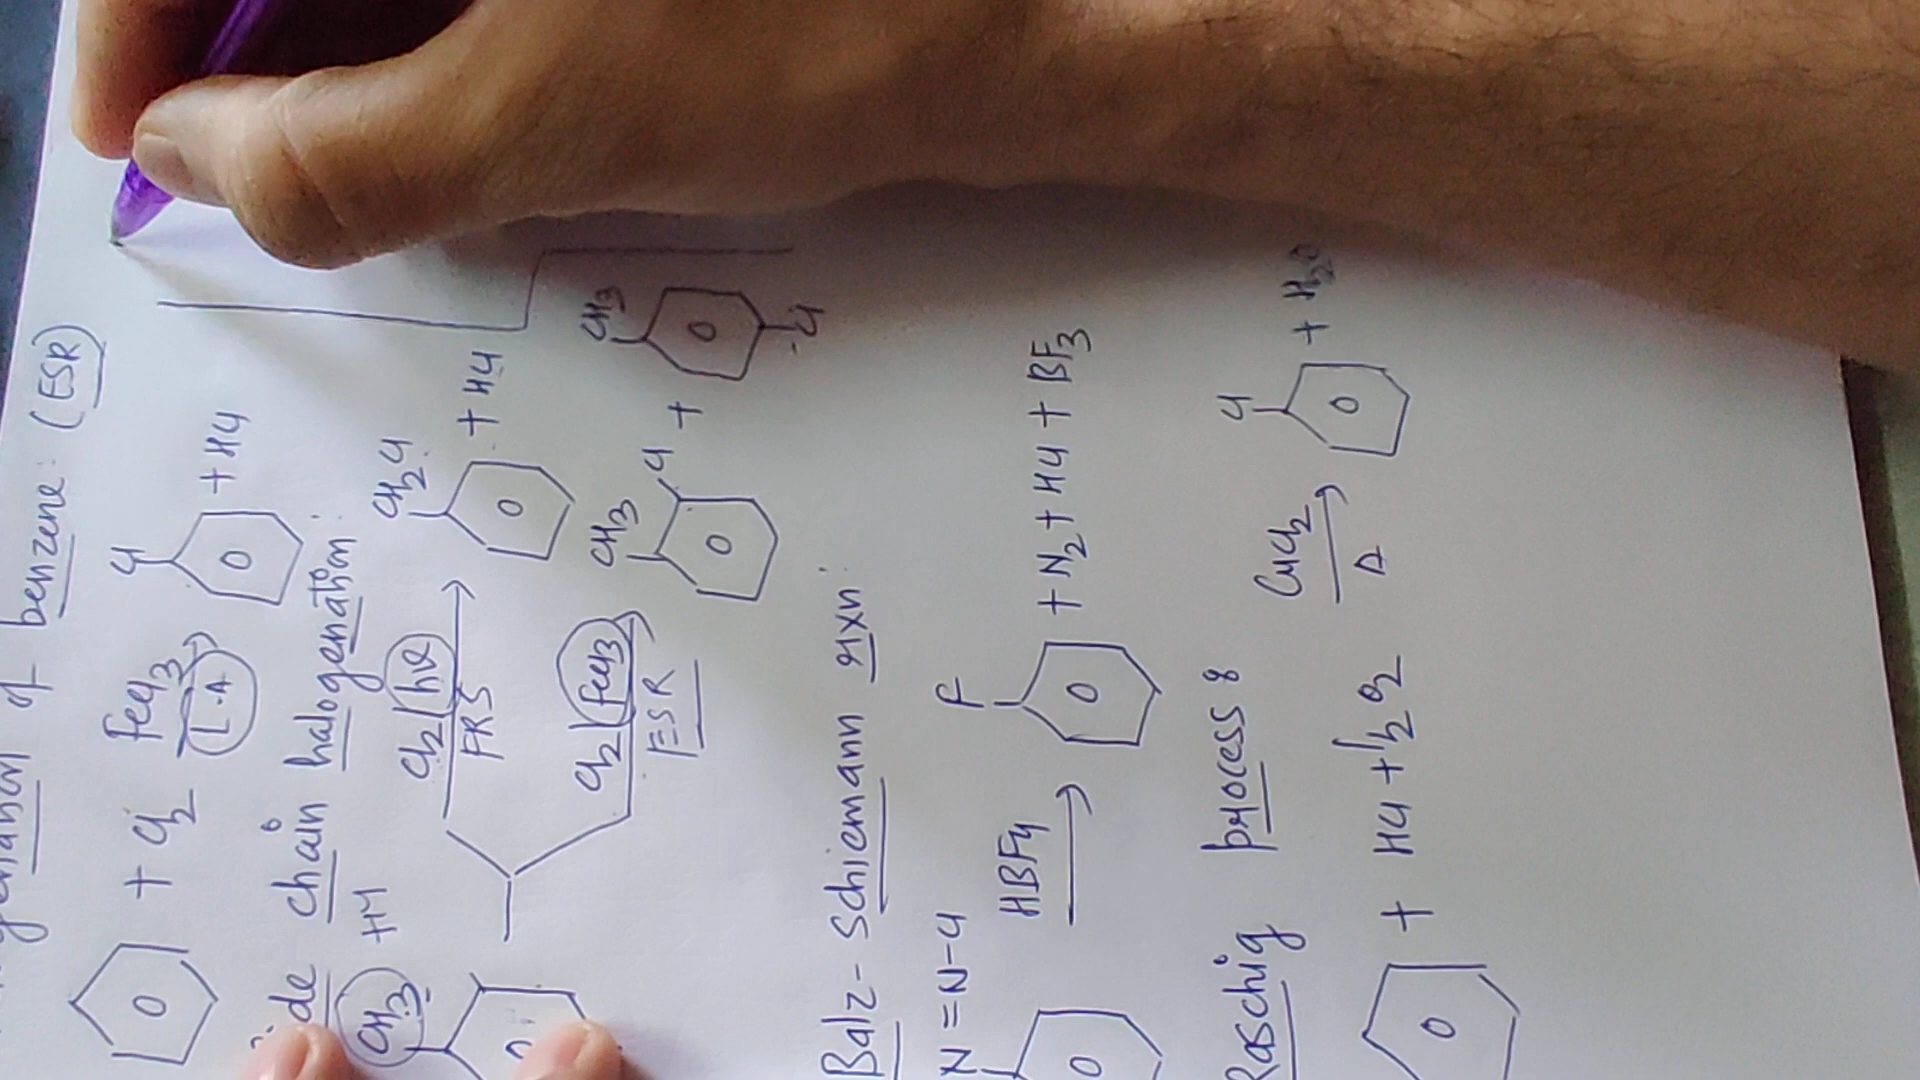 of benzene: (ESR)
Cl
+ Cl2 FeCl3 + HCl
(L.A)
chain halogenation:
CH3 + H Cl2/hν CH2Cl + HCl
FRS
Cl2/FeCl3 CH3 Cl + CH3 Cl
ESR
Balz-Schiemann rxn:
N=N-Cl HBF4 F + N2 + HCl + BF3
Raschig process:
+ HCl + 1/2 O2 CuCl2 Cl + H2O
Δ